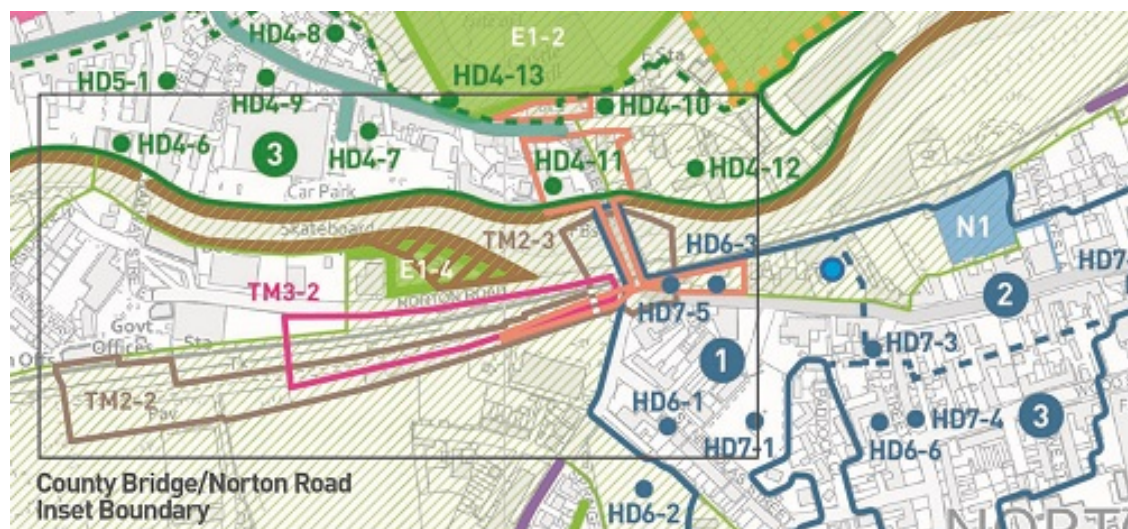 E1-2
HD4-8
HD5-1
HD4-9
HD4-13
HD4-10
HD4-6
3
HD4-7
HD4-11
HD4-12
Car Park
Skateboard
TM2-3
HD6-3
N1
E1-4
NORTON ROAD
TM3-2
2
HD7-5
Govt
Offices
Sta
HD7-3
1
TM2-2
Pav
HD6-1
HD7-1
HD7-4
3
HD6-6
County Bridge/Norton Road
Inset Boundary
HD6-2